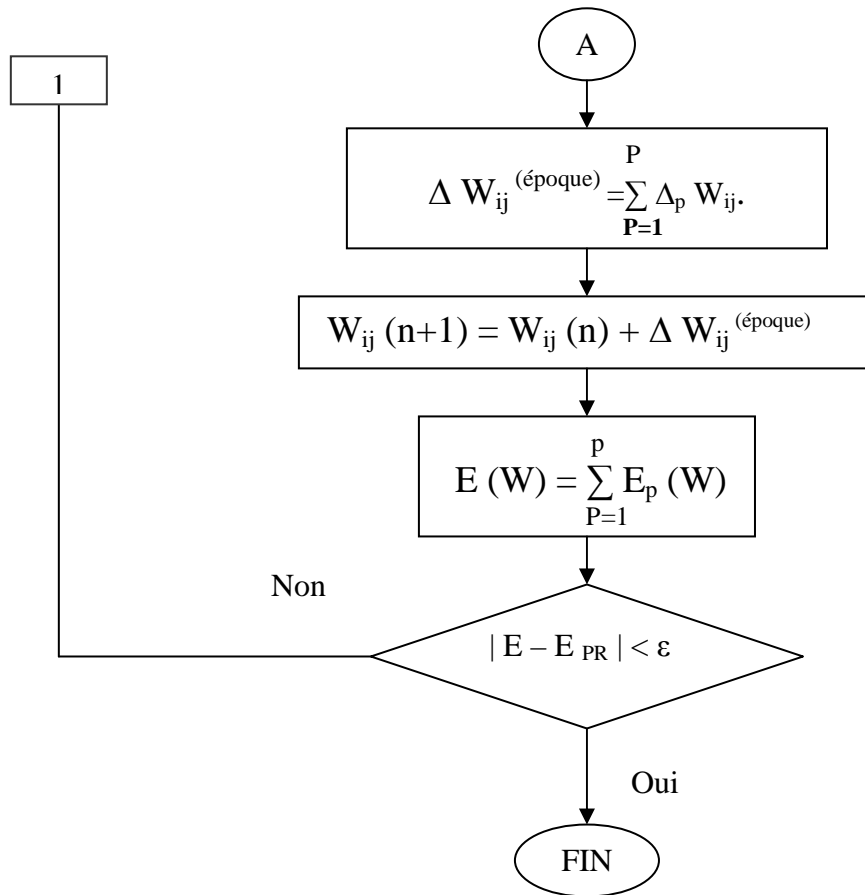 A
1
P
Δ W_ij^(époque) = ∑ Δ_p W_ij.
P=1
W_ij (n+1) = W_ij (n) + Δ W_ij^(époque)
p
E (W) = ∑ E_p (W)
P=1
Non
| E – E_PR | < ε
Oui
FIN